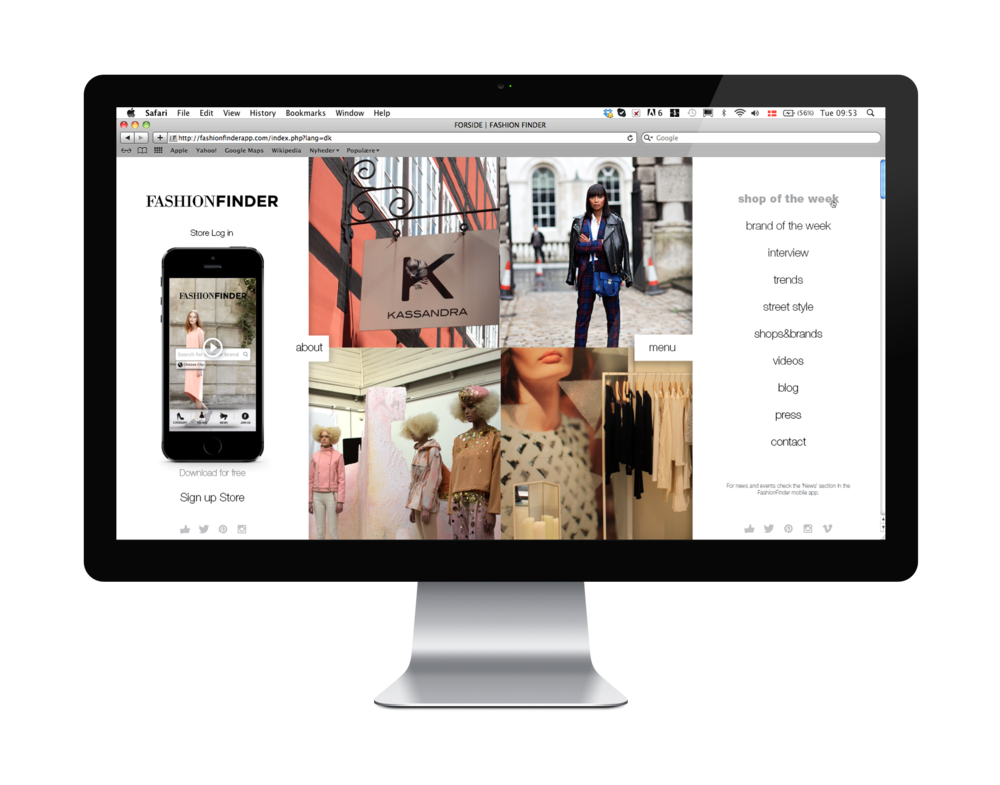 Safari File Edit View History Bookmarks Window Help 6 (56%) Tue 09:53
FORSIDE | FASHION FINDER
http://fashionfinderapp.com/index.php?lang=dk
Google
Apple Yahoo! Google Maps Wikipedia Nyheder Populære
FASHIONFINDER
Store Log in
FASHIONFINDER
Search for brand
Download for free
Sign up Store
K
KASSANDRA
about
menu
shop of the week
brand of the week
interview
trends
street style
shops&brands
videos
blog
press
contact
For news and events check the 'News' section in the
FashionFinder mobile app.